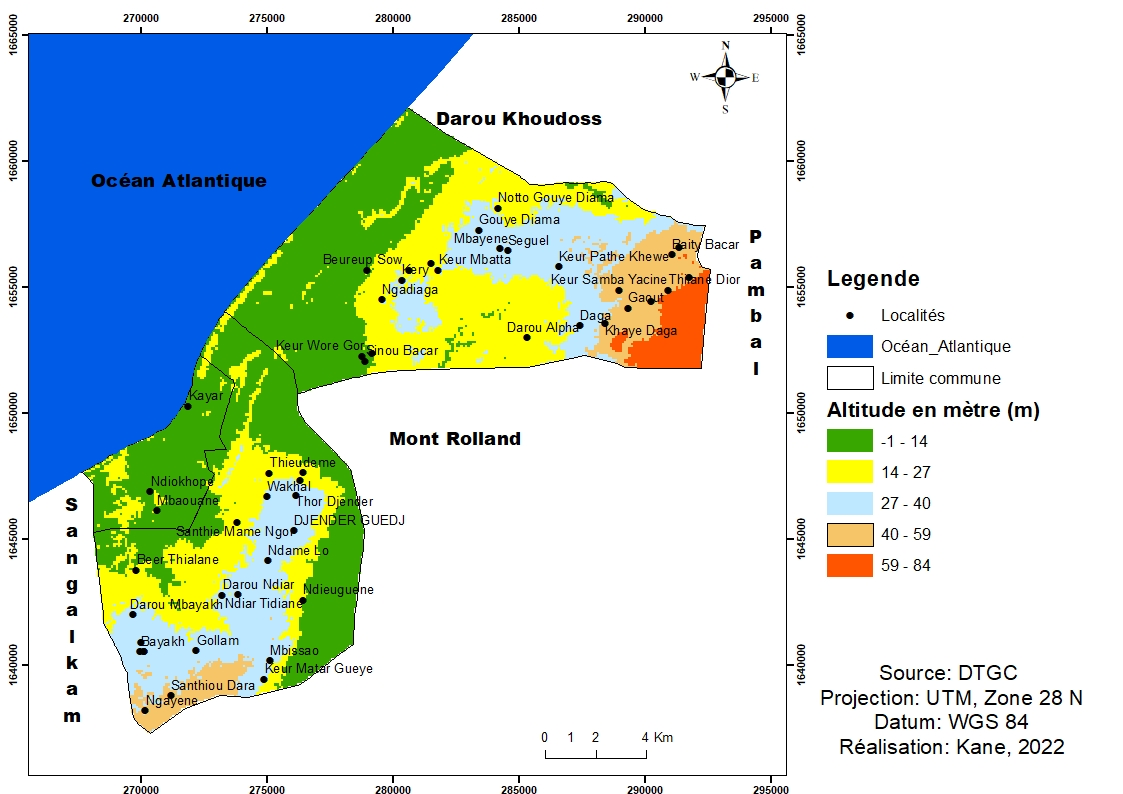 270000 275000 280000 285000 290000 295000
1665000 1665000
N
W E
S
Darou Khoudoss
1660000 1660000
Océan Atlantique
Notto Gouye Diama
Gouye Diama
Mbayene Seguel
Pambal
Baity Bacar
Beureup Sow
Kery
Keur Mbatta
Keur Pathe Khewe
Keur Samba Yacine Thiane Dior
1655000 1655000
Ngadiaga
Gaout
Daga
Darou Alpha
Khaye Daga
Keur Wore Gor
Sinou Bacar
Kayar
1650000 1650000
Mont Rolland
Thieudeme
Ndiokhope
Wakhal
Mbaouane
Thor Djender
Sangalkam
DJENDER GUEDJ
Santhie Mame Ngor
1645000 1645000
Ndame Lo
Beer Thialane
Darou Ndiar
Ndieuguene
Darou Mbayakh
Ndiar Tidiane
Bayakh
Gollam
Mbissao
1640000 1640000
Keur Matar Gueye
Santhiou Dara
Ngayene
0 1 2 4 Km
270000 275000 280000 285000 290000 295000
Legende
Localités
Océan_Atlantique
Limite commune
Altitude en mètre (m)
-1 - 14
14 - 27
27 - 40
40 - 59
59 - 84
Source: DTGC
Projection: UTM, Zone 28 N
Datum: WGS 84
Réalisation: Kane, 2022